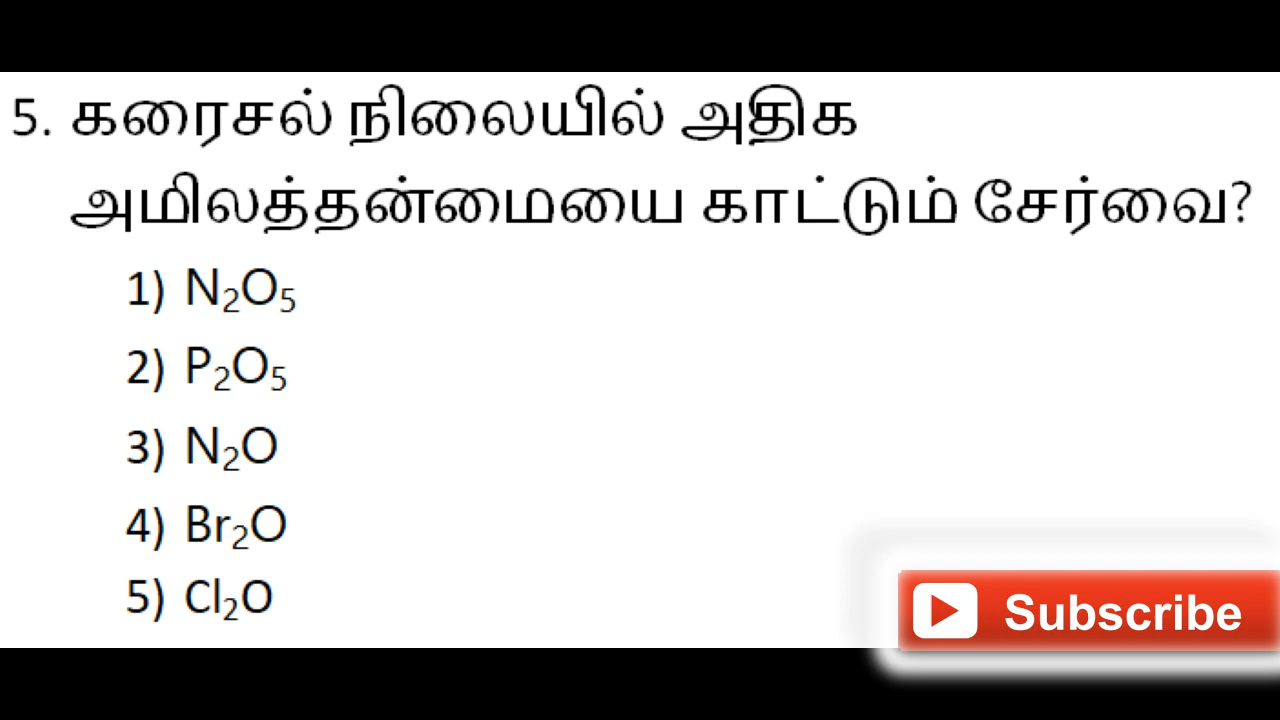 5. கரைசல் நிலையில் அதிக
அமிலத்தன்மையை காட்டும் சேர்வை?
1) N₂O₅
2) P₂O₅
3) N₂O
4) Br₂O
5) Cl₂O
Subscribe